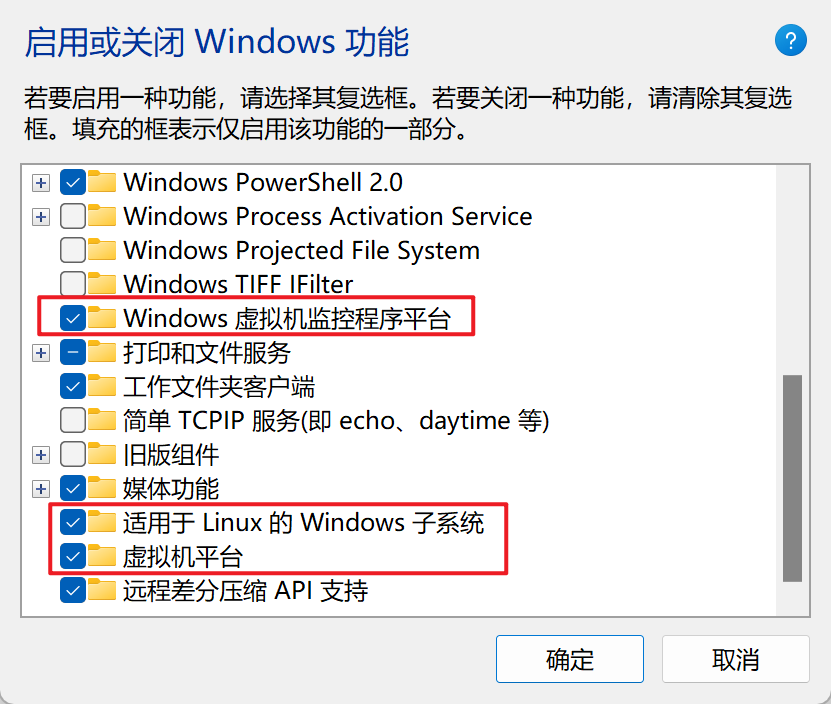 启用或关闭 Windows 功能
?
若要启用一种功能，请选择其复选框。若要关闭一种功能，请清除其复选
框。填充的框表示仅启用该功能的一部分。
Windows PowerShell 2.0
Windows Process Activation Service
Windows Projected File System
Windows TIFF IFilter
Windows 虚拟机监控程序平台
打印和文件服务
工作文件夹客户端
简单 TCPIP 服务(即 echo、daytime 等)
旧版组件
媒体功能
适用于 Linux 的 Windows 子系统
虚拟机平台
远程差分压缩 API 支持
确定
取消